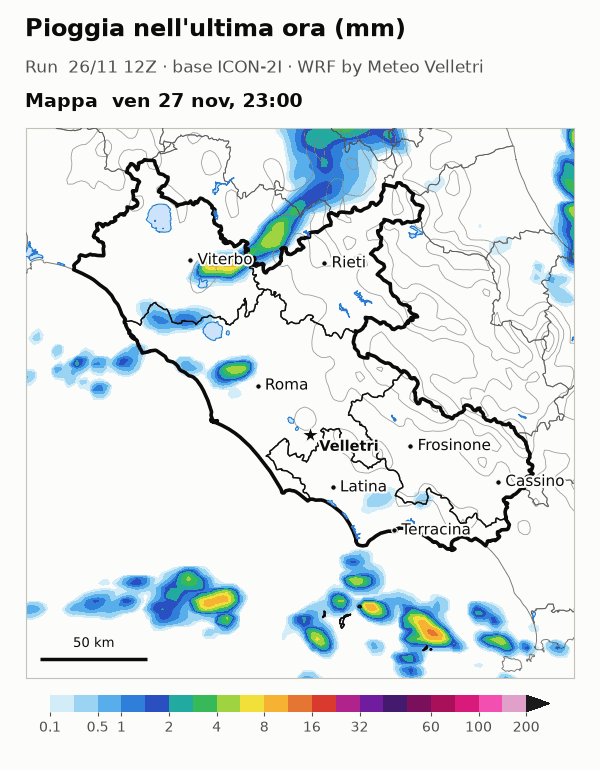 Pioggia nell'ultima ora (mm)
Run  26/11 12Z · base ICON-2I · WRF by Meteo Velletri
Mappa  ven 27 nov, 23:00
Viterbo
Rieti
Roma
Velletri
Frosinone
Cassino
Latina
Terracina
50 km
0.1 0.5 1 2 4 8 16 32 60 100 200